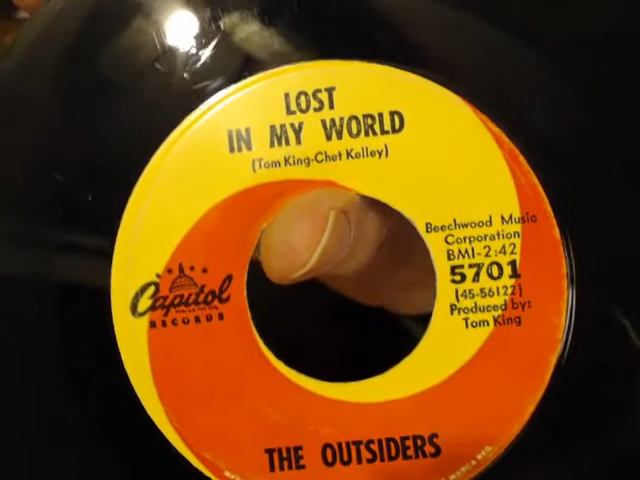 LOST
IN MY WORLD
(Tom King-Chet Kelley)
Beechwood Music
Corporation
BMI-2:42
5701
(45-56122)
Produced by:
Tom King
Capitol
RECORDS
THE OUTSIDERS